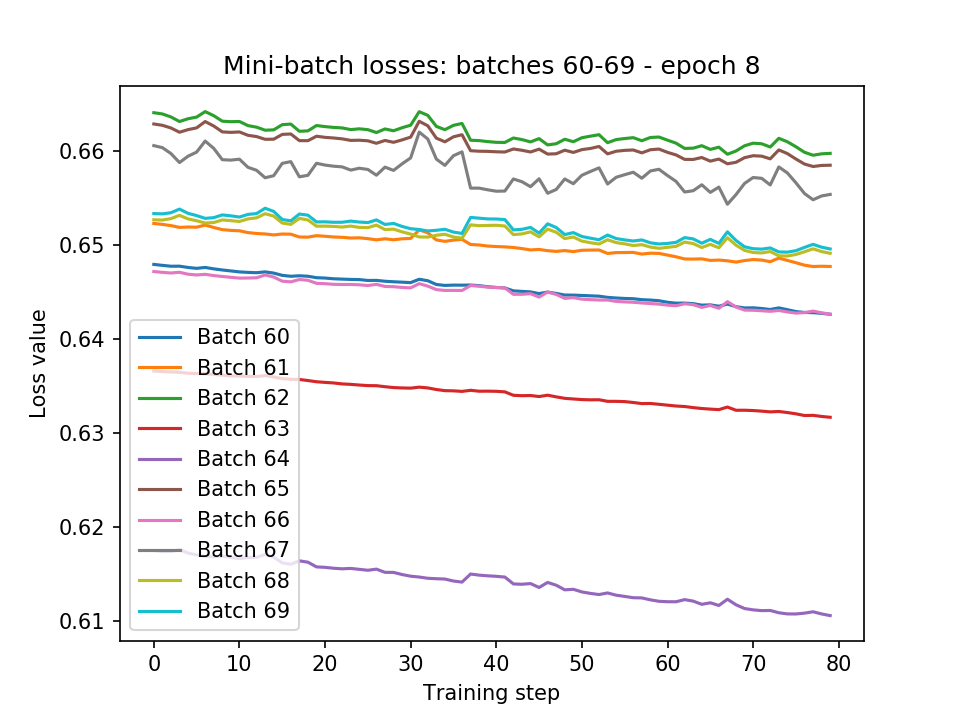 Mini-batch losses: batches 60-69 - epoch 8
Loss value
0.66
0.65
0.64
0.63
0.62
0.61
Batch 60
Batch 61
Batch 62
Batch 63
Batch 64
Batch 65
Batch 66
Batch 67
Batch 68
Batch 69
0 10 20 30 40 50 60 70 80
Training step